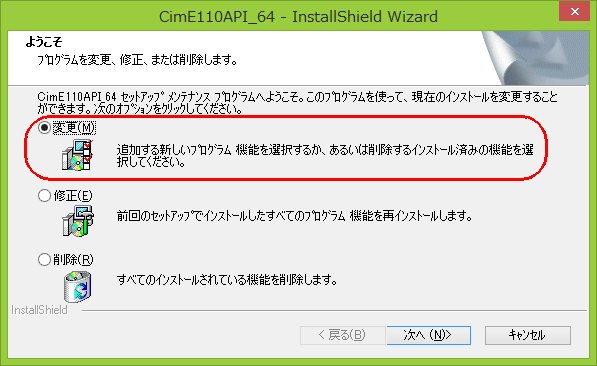 CimE110API_64 - InstallShield Wizard
ようこそ
プログラムを変更、修正、または削除します。
CimE110API_64 セットアップ メンテナンス プログラムへようこそ。このプログラムを使って、現在のインストールを変更すること
ができます。次のオプションをクリックしてください。
変更(M)
追加する新しいプログラム 機能を選択するか、あるいは削除するインストール済みの機能を選
択してください。
修正(E)
前回のセットアップでインストールしたすべてのプログラム 機能を再インストールします。
削除(R)
すべてのインストールされている機能を削除します。
InstallShield
< 戻る(B)
次へ (N)>
キャンセル